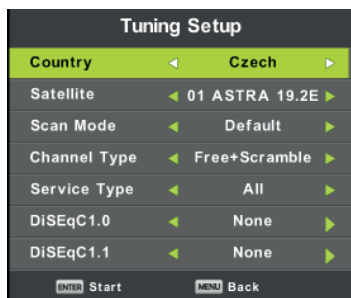 Tuning Setup
Country Czech
Satellite 01 ASTRA 19.2E
Scan Mode Default
Channel Type Free+Scramble
Service Type All
DiSEqC1.0 None
DiSEqC1.1 None
ENTER Start MENU Back